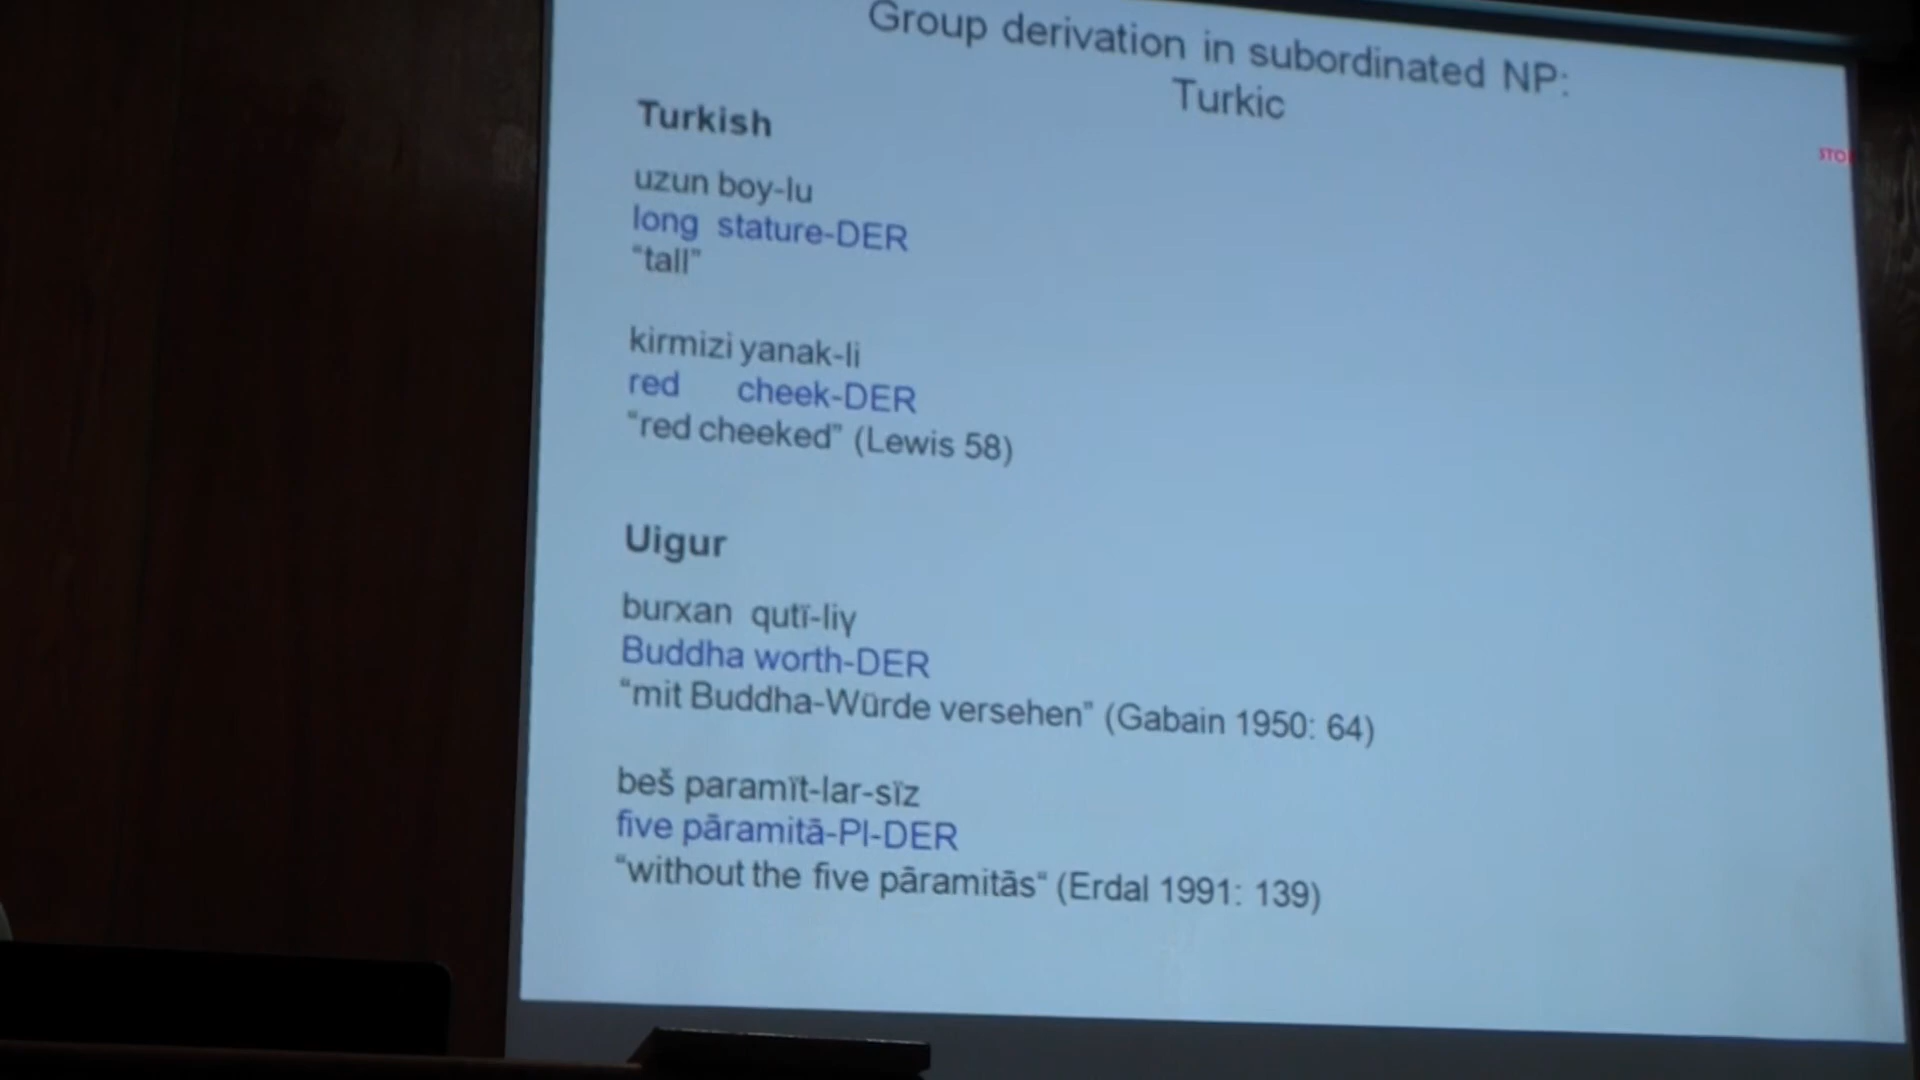 Group derivation in subordinated NP:
Turkic
STO
Turkish
uzun boy-lu
long stature-DER
“tall”
kirmizi yanak-li
red cheek-DER
“red cheeked” (Lewis 58)
Uigur
burxan qutï-liγ
Buddha worth-DER
“mit Buddha-Würde versehen” (Gabain 1950: 64)
beš paramït-lar-sïz
five pāramitā-Pl-DER
“without the five pāramitās“ (Erdal 1991: 139)